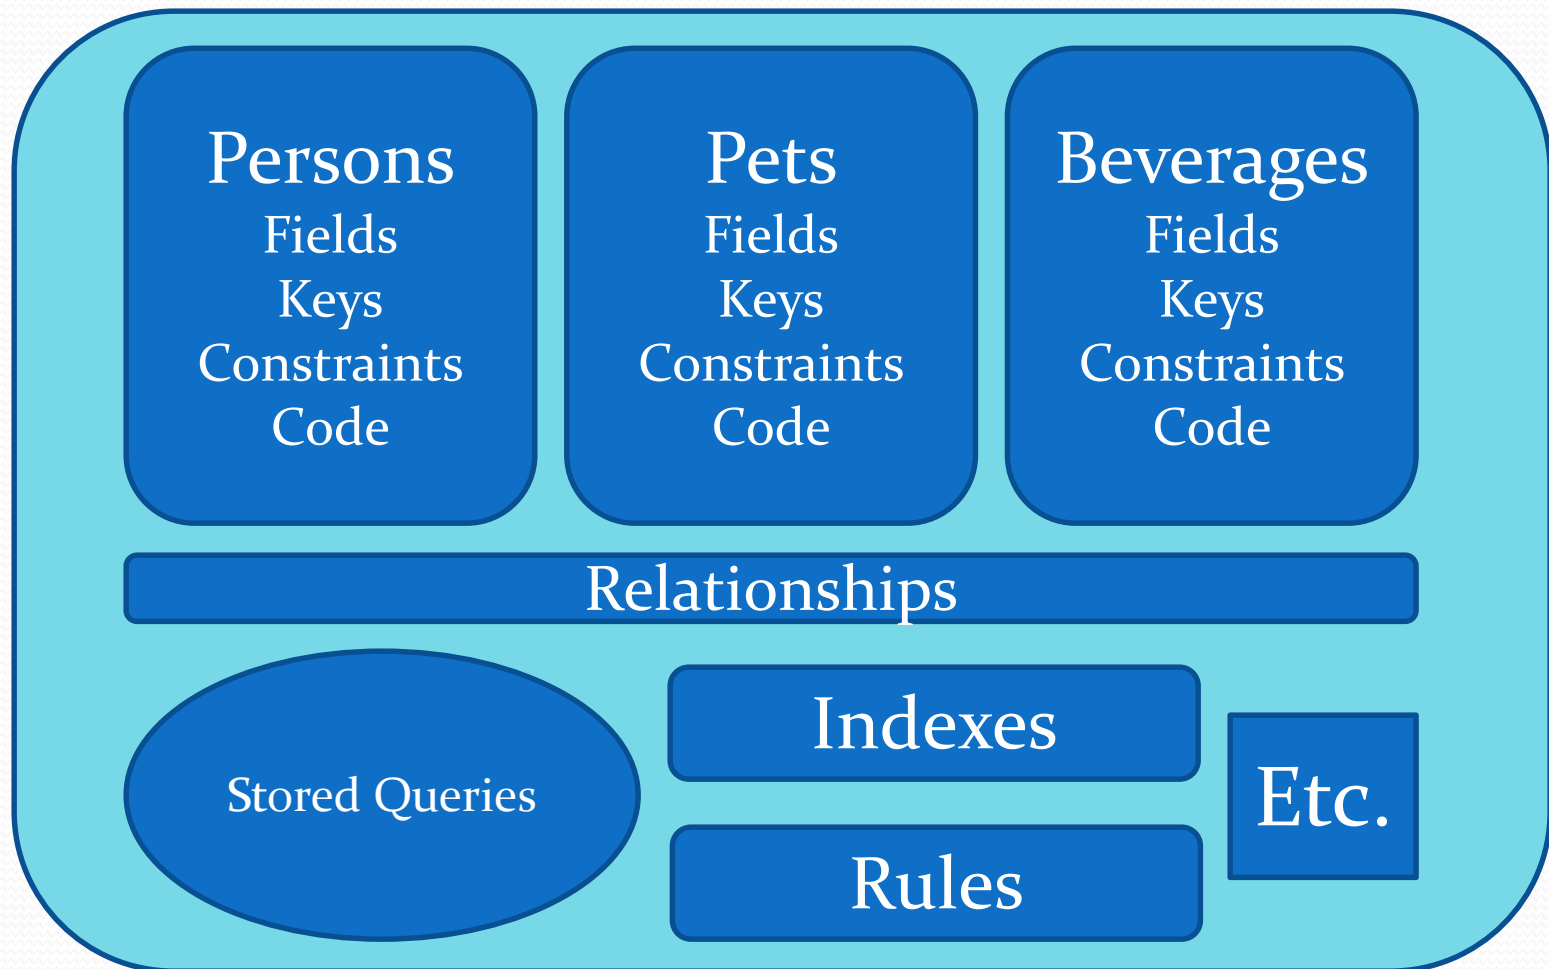 Persons
Fields
Keys
Constraints
Code
Pets
Fields
Keys
Constraints
Code
Beverages
Fields
Keys
Constraints
Code
Relationships
Stored Queries
Indexes
Rules
Etc.